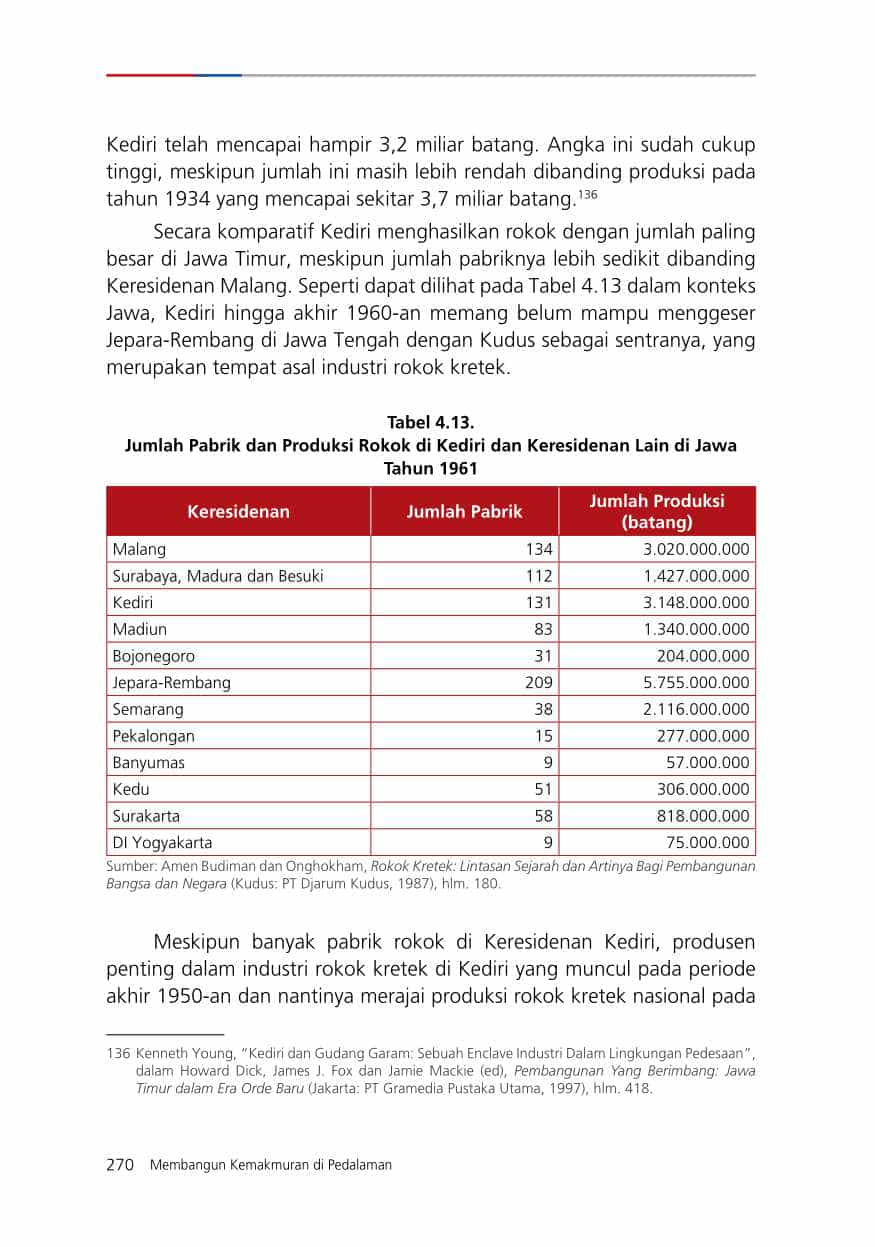 Kediri telah mencapai hampir 3,2 miliar batang. Angka ini sudah cukup
tinggi, meskipun jumlah ini masih lebih rendah dibanding produksi pada
tahun 1934 yang mencapai sekitar 3,7 miliar batang.136
Secara komparatif Kediri menghasilkan rokok dengan jumlah paling
besar di Jawa Timur, meskipun jumlah pabriknya lebih sedikit dibanding
Keresidenan Malang. Seperti dapat dilihat pada Tabel 4.13 dalam konteks
Jawa, Kediri hingga akhir 1960-an memang belum mampu menggeser
Jepara-Rembang di Jawa Tengah dengan Kudus sebagai sentranya, yang
merupakan tempat asal industri rokok kretek.
Tabel 4.13.
Jumlah Pabrik dan Produksi Rokok di Kediri dan Keresidenan Lain di Jawa
Tahun 1961
Keresidenan Jumlah Pabrik Jumlah Produksi
(batang)
Malang 134 3.020.000.000
Surabaya, Madura dan Besuki 112 1.427.000.000
Kediri 131 3.148.000.000
Madiun 83 1.340.000.000
Bojonegoro 31 204.000.000
Jepara-Rembang 209 5.755.000.000
Semarang 38 2.116.000.000
Pekalongan 15 277.000.000
Banyumas 9 57.000.000
Kedu 51 306.000.000
Surakarta 58 818.000.000
DI Yogyakarta 9 75.000.000
Sumber: Amen Budiman dan Onghokham, Rokok Kretek: Lintasan Sejarah dan Artinya Bagi Pembangunan
Bangsa dan Negara (Kudus: PT Djarum Kudus, 1987), hlm. 180.
Meskipun banyak pabrik rokok di Keresidenan Kediri, produsen
penting dalam industri rokok kretek di Kediri yang muncul pada periode
akhir 1950-an dan nantinya merajai produksi rokok kretek nasional pada
136 Kenneth Young, “Kediri dan Gudang Garam: Sebuah Enclave Industri Dalam Lingkungan Pedesaan”,
dalam Howard Dick, James J. Fox dan Jamie Mackie (ed), Pembangunan Yang Berimbang: Jawa
Timur dalam Era Orde Baru (Jakarta: PT Gramedia Pustaka Utama, 1997), hlm. 418.
270 Membangun Kemakmuran di Pedalaman